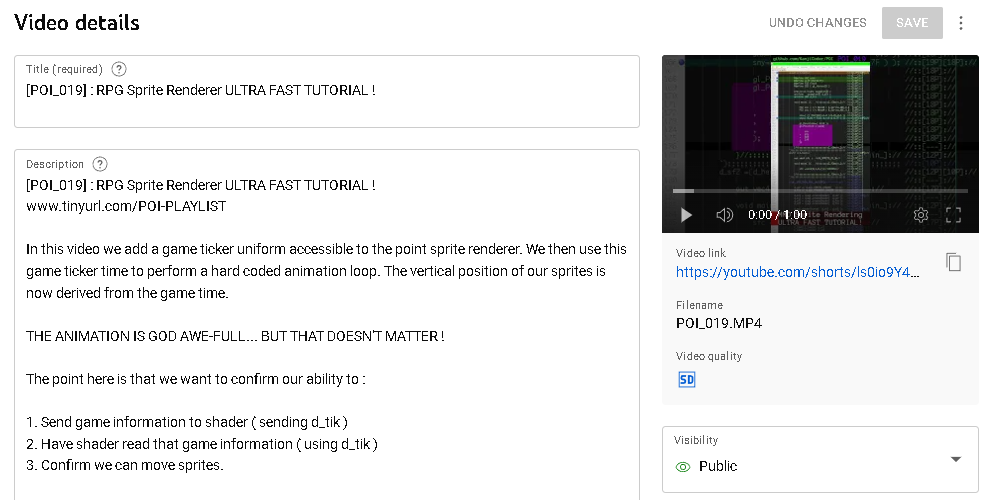 Video details
UNDO CHANGES
SAVE
Title (required)
[POI_019] : RPG Sprite Renderer ULTRA FAST TUTORIAL !
Description
[POI_019] : RPG Sprite Renderer ULTRA FAST TUTORIAL !
www.tinyurl.com/POI-PLAYLIST
In this video we add a game ticker uniform accessible to the point sprite renderer. We then use this
game ticker time to perform a hard coded animation loop. The vertical position of our sprites is
now derived from the game time.
THE ANIMATION IS GOD AWE-FULL... BUT THAT DOESN'T MATTER !
The point here is that we want to confirm our ability to :
1. Send game information to shader ( sending d_tik )
2. Have shader read that game information ( using d_tik )
3. Confirm we can move sprites.
0:00 / 1:00
Sprite Rendering
ULTRA FAST TUTORIAL!
Video link
https://youtube.com/shorts/ls0io9Y4...
Filename
POI_019.MP4
Video quality
SD
Visibility
Public